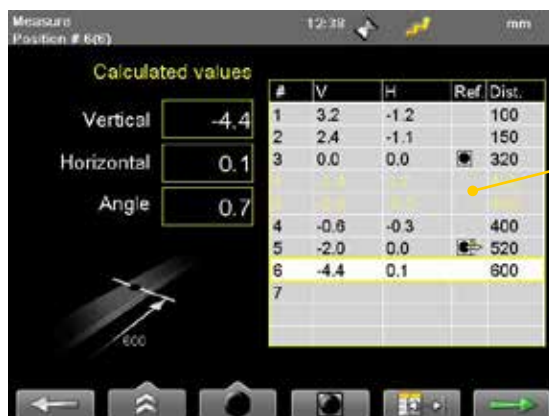 Measure 12:38 mm
Position # 6(6)
Calculated values
# V H Ref. Dist.
Vertical -4.4
Horizontal 0.1
Angle 0.7
1 3.2 -1.2 100
2 2.4 -1.1 150
3 0.0 0.0 320
4 -0.6 -0.3 400
5 -2.0 0.0 520
6 -4.4 0.1 600
7
600